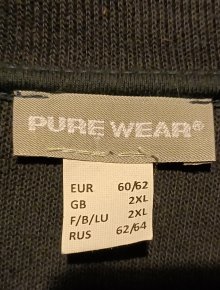 PURE WEAR®
EUR 60/62
GB 2XL
F/B/LU 2XL
RUS 62/64